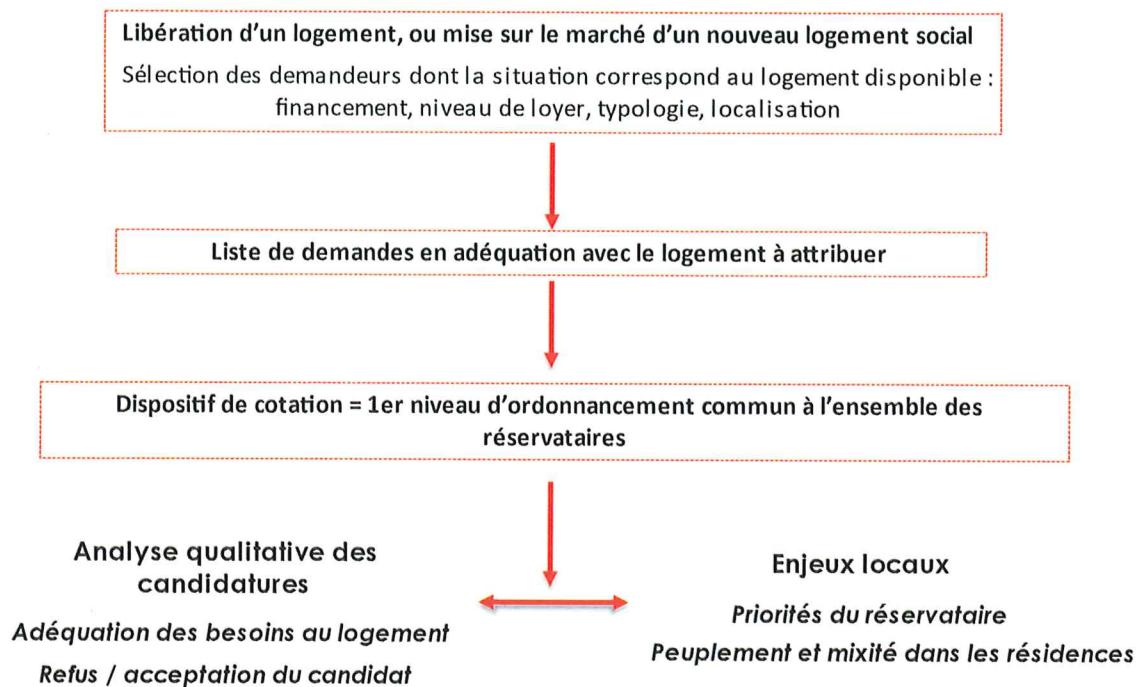 Libération d'un logement, ou mise sur le marché d'un nouveau logement social
Sélection des demandeurs dont la situation correspond au logement disponible :
financement, niveau de loyer, typologie, localisation
Liste de demandes en adéquation avec le logement à attribuer
Dispositif de cotation = 1er niveau d'ordonnancement commun à l'ensemble des
réservataires
Analyse qualitative des
candidatures
Adéquation des besoins au logement
Refus / acceptation du candidat
Enjeux locaux
Priorités du réservataire
Peuplement et mixité dans les résidences